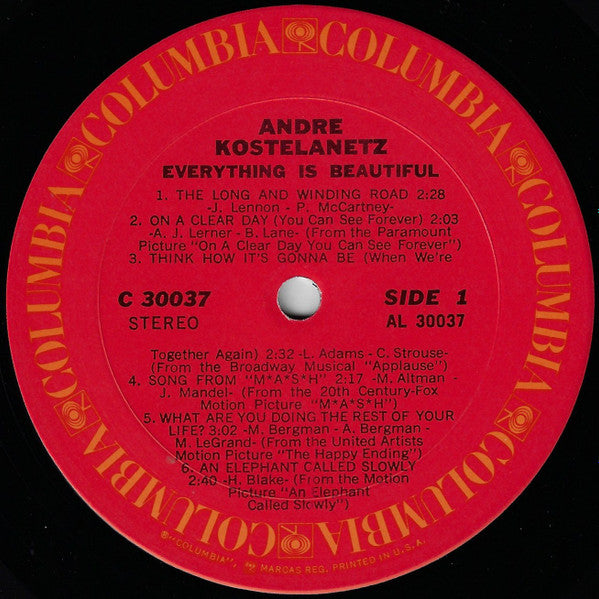 COLUMBIA COLUMBIA COLUMBIA COLUMBIA COLUMBIA COLUMBIA
ANDRE
KOSTELANETZ
EVERYTHING IS BEAUTIFUL
1. THE LONG AND WINDING ROAD 2:28
-J. Lennon - P. McCartney-
2. ON A CLEAR DAY (You Can See Forever) 2:03
-A. J. Lerner - B. Lane- (From the Paramount
Picture "On A Clear Day You Can See Forever")
3. THINK HOW IT'S GONNA BE (When We're
C 30037
STEREO
SIDE 1
AL 30037
Together Again) 2:32 -L. Adams - C. Strouse-
(From the Broadway Musical "Applause")
4. SONG FROM "M*A*S*H" 2:17 -M. Altman -
J. Mandel- (From the 20th Century-Fox
Motion Picture "M*A*S*H")
5. WHAT ARE YOU DOING THE REST OF YOUR
LIFE? 3:02 -M. Bergman - A. Bergman -
M. LeGrand- (From the United Artists
Motion Picture "The Happy Ending")
6. AN ELEPHANT CALLED SLOWLY
2:40 -H. Blake- (From the Motion
Picture "An Elephant
Called Slowly")
®"COLUMBIA", MARCAS REG. PRINTED IN U.S.A.